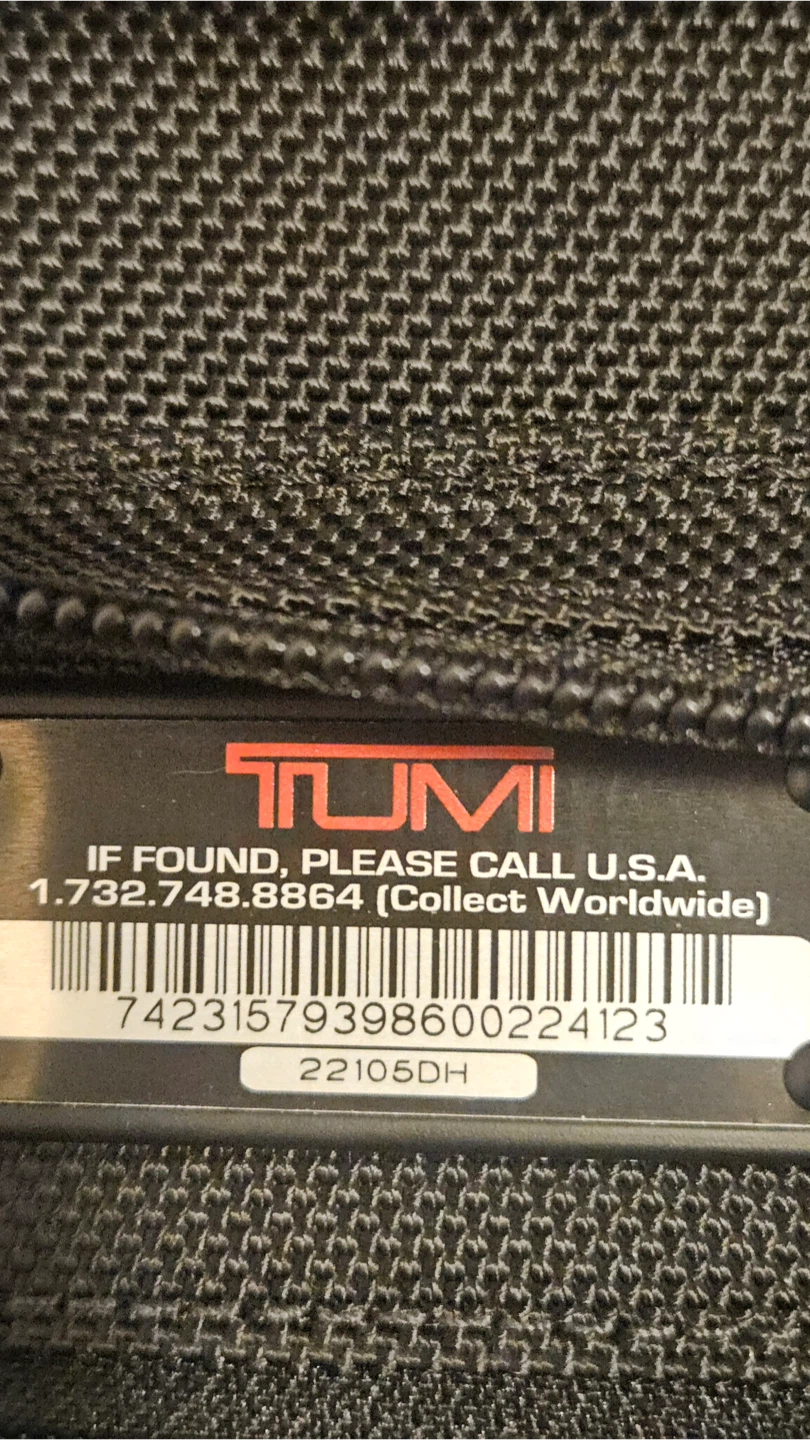 TUMI
IF FOUND, PLEASE CALL U.S.A.
1.732.748.8864 (Collect Worldwide)
74231579398600224123
22105DH